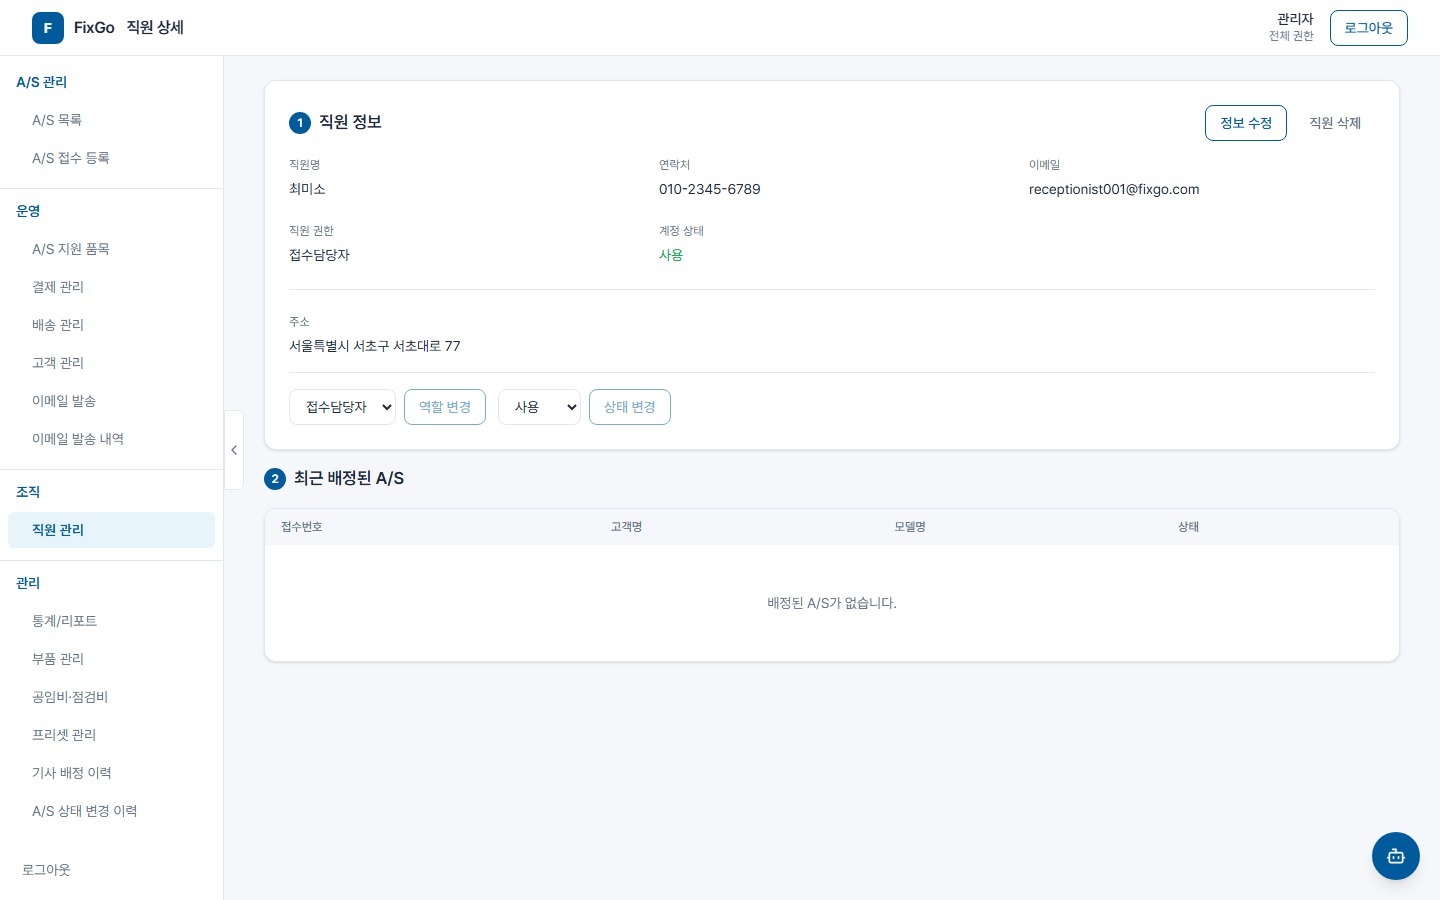 F FixGo 직원 상세
관리자
전체 권한
로그아웃
A/S 관리
A/S 목록
A/S 접수 등록
운영
A/S 지원 품목
결제 관리
배송 관리
고객 관리
이메일 발송
이메일 발송 내역
조직
직원 관리
관리
통계/리포트
부품 관리
공임비·점검비
프리셋 관리
기사 배정 이력
A/S 상태 변경 이력
로그아웃
1 직원 정보
정보 수정 직원 삭제
직원명 연락처 이메일
최미소 010-2345-6789 receptionist001@fixgo.com
직원 권한 계정 상태
접수담당자 사용
주소
서울특별시 서초구 서초대로 77
접수담당자 역할 변경 사용 상태 변경
2 최근 배정된 A/S
접수번호 고객명 모델명 상태
배정된 A/S가 없습니다.